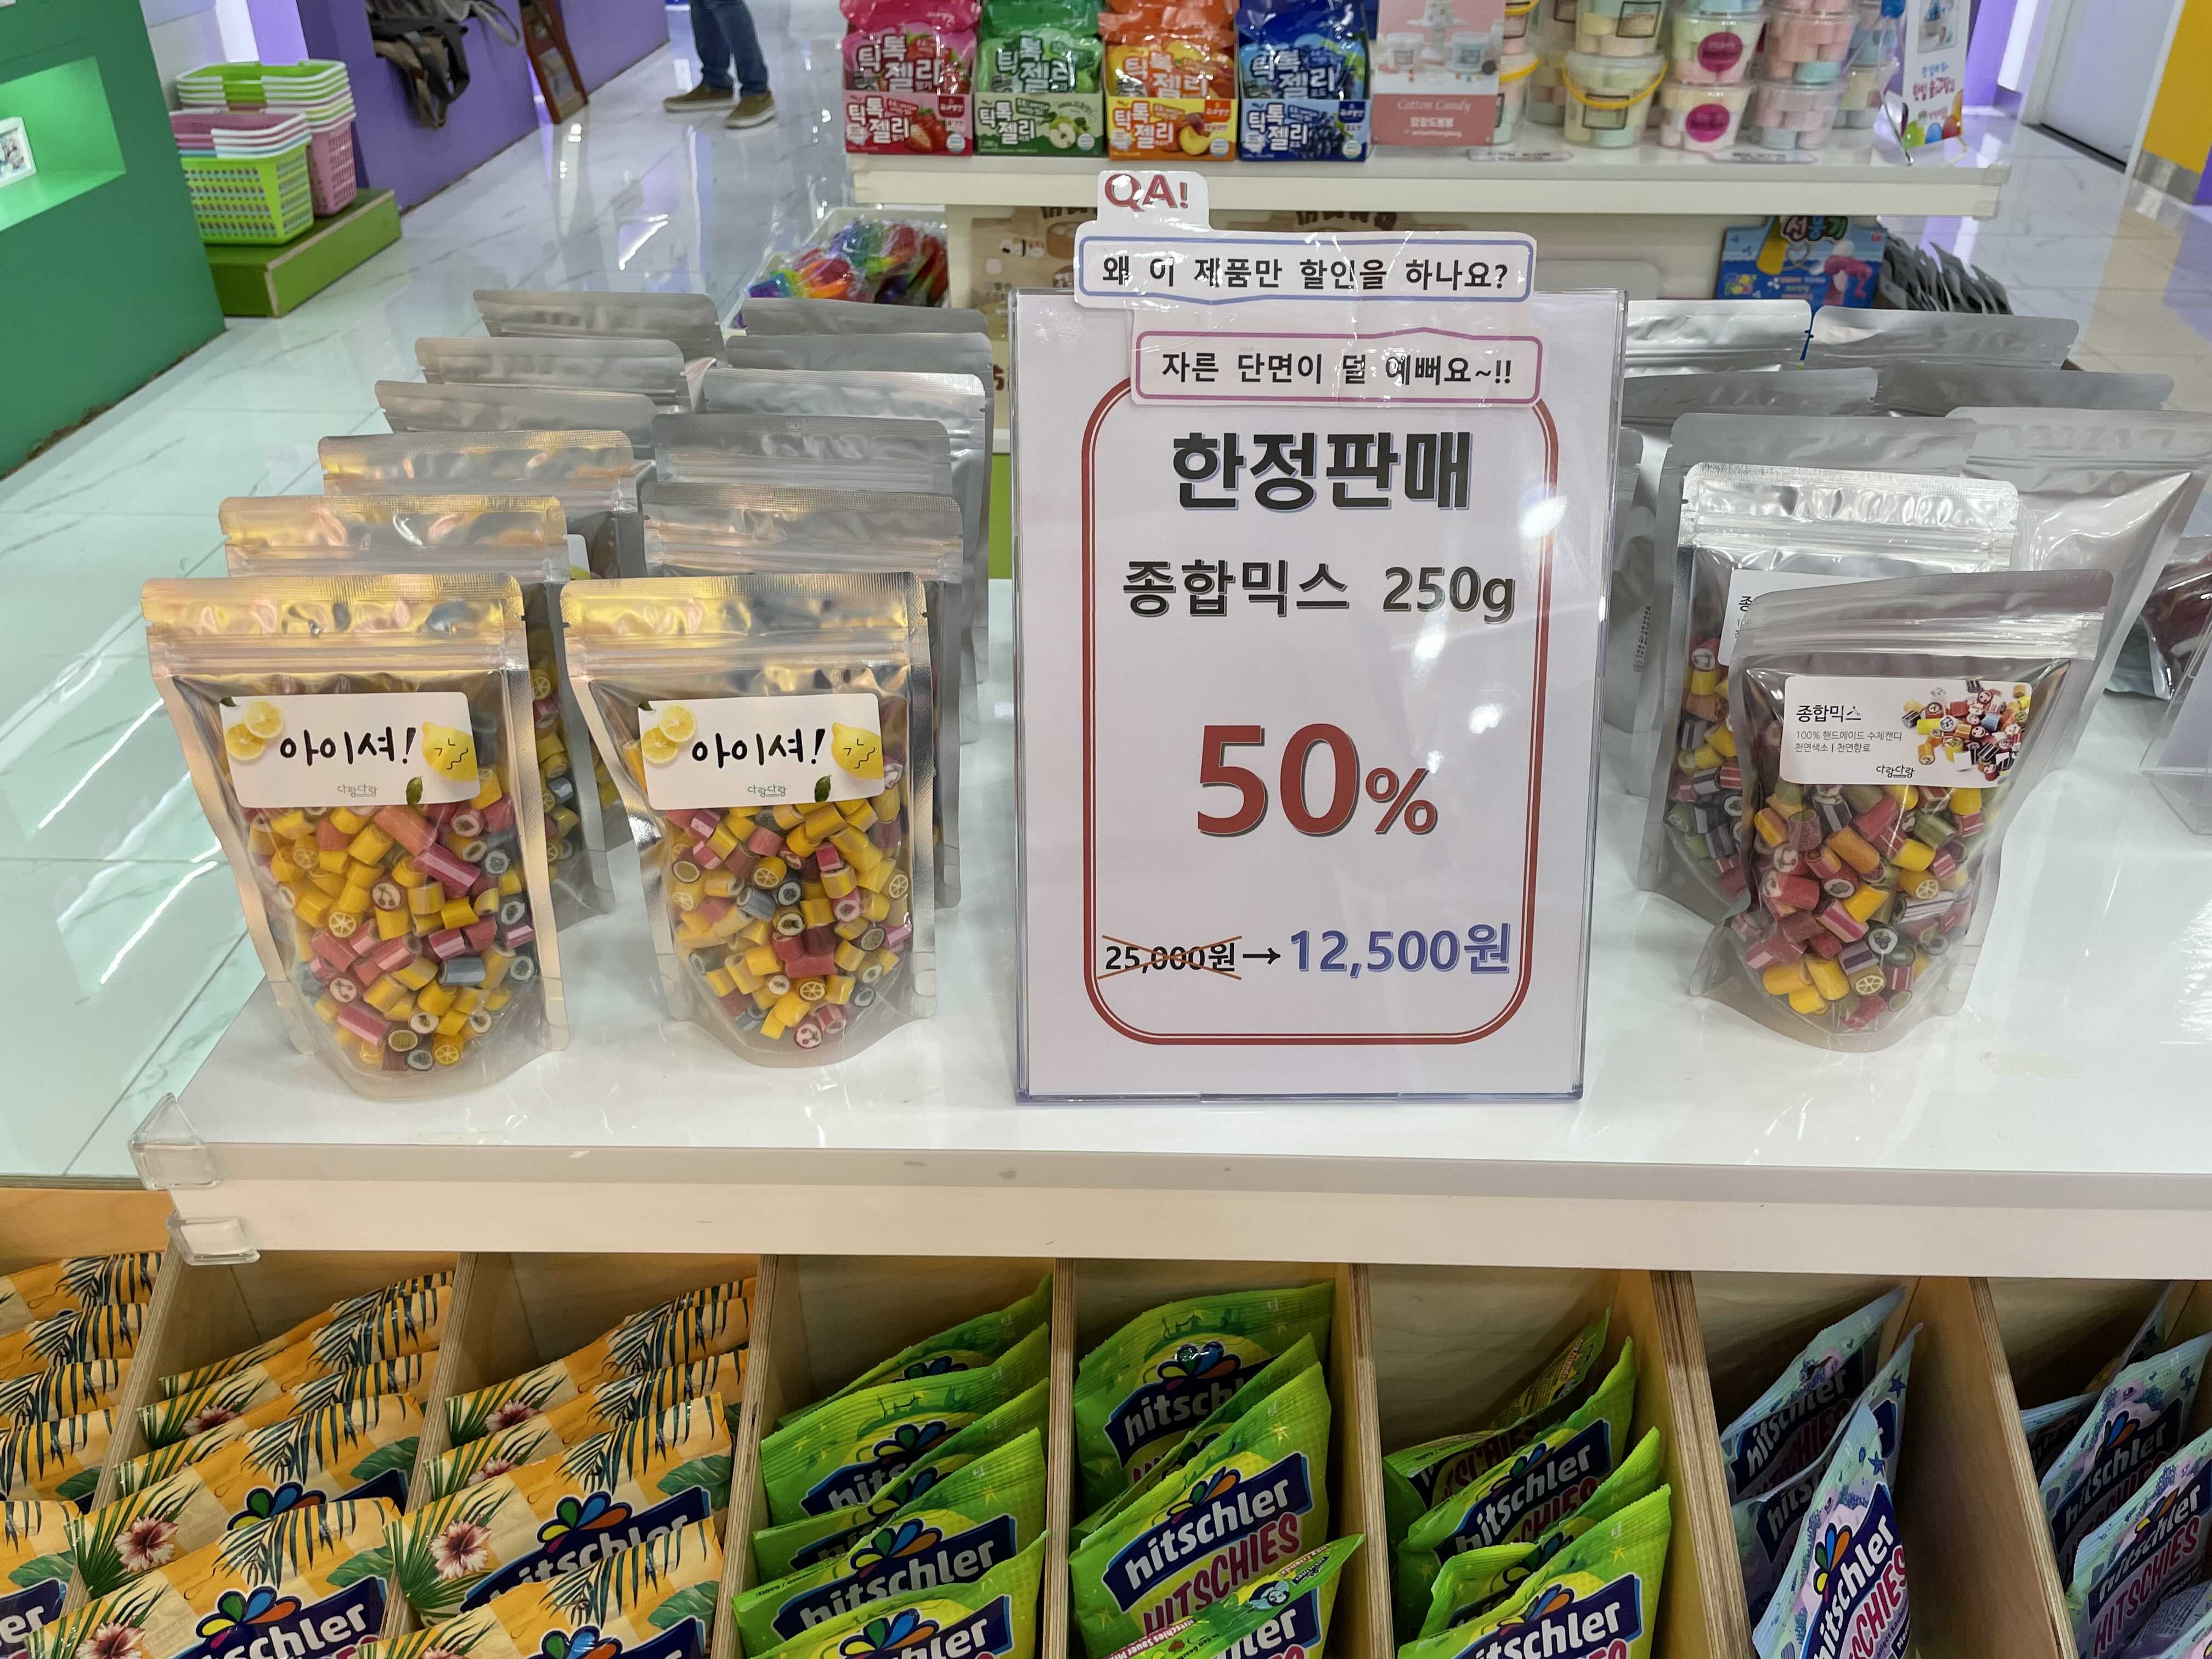 틱톡
젤리
틱톡
젤리
틱톡
젤리
틱톡
젤리
틱톡
젤리
틱톡
젤리
틱톡
젤리
틱톡
젤리
Cotton Candy
QA!
왜 이 제품만 할인을 하나요?
자른 단면이 덜 예뻐요~!!
한정판매
종합믹스 250g
50%
25,000원→12,500원
아이셔!
다랑다랑
아이셔!
다랑다랑
종합믹스
100% 핸드메이드 수제캔디
천연색소 | 천연향료
다랑다랑
hitschler
hitschler
hitschler
HITSCHIES
hitschler
HITSCHIES
hitschler
hitschler
hitschler
HITSCHIES
hitschler
hitschler
HITSCHIES